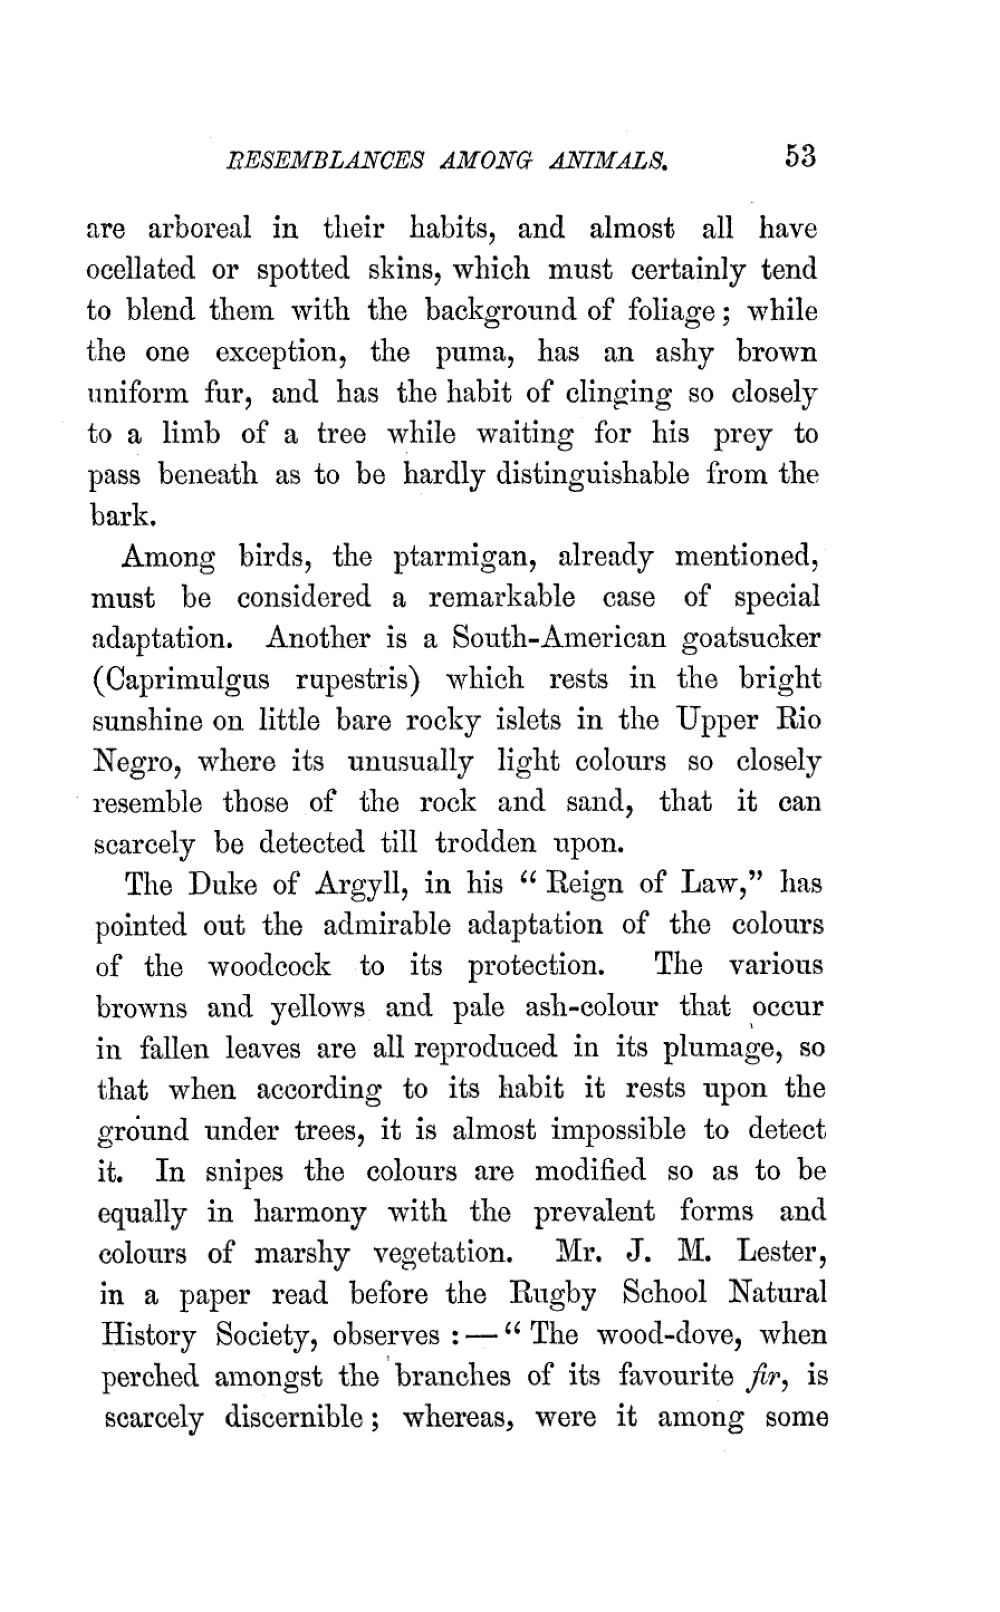 RESEMBLANCES AMONG ANIMALS. 53
are arboreal in their habits, and almost all have
ocellated or spotted skins, which must certainly tend
to blend them with the background of foliage; while
the one exception, the puma, has an ashy brown
uniform fur, and has the habit of clinging so closely
to a limb of a tree while waiting for his prey to
pass beneath as to be hardly distinguishable from the
bark.
Among birds, the ptarmigan, already mentioned,
must be considered a remarkable case of special
adaptation. Another is a South-American goatsucker
(Caprimulgus rupestris) which rests in the bright
sunshine on little bare rocky islets in the Upper Rio
Negro, where its unusually light colours so closely
resemble those of the rock and sand, that it can
scarcely be detected till trodden upon.
The Duke of Argyll, in his “Reign of Law,” has
pointed out the admirable adaptation of the colours
of the woodcock to its protection. The various
browns and yellows and pale ash-colour that occur
in fallen leaves are all reproduced in its plumage, so
that when according to its habit it rests upon the
ground under trees, it is almost impossible to detect
it. In snipes the colours are modified so as to be
equally in harmony with the prevalent forms and
colours of marshy vegetation. Mr. J. M. Lester,
in a paper read before the Rugby School Natural
History Society, observes:—“The wood-dove, when
perched amongst the branches of its favourite fir, is
scarcely discernible; whereas, were it among some